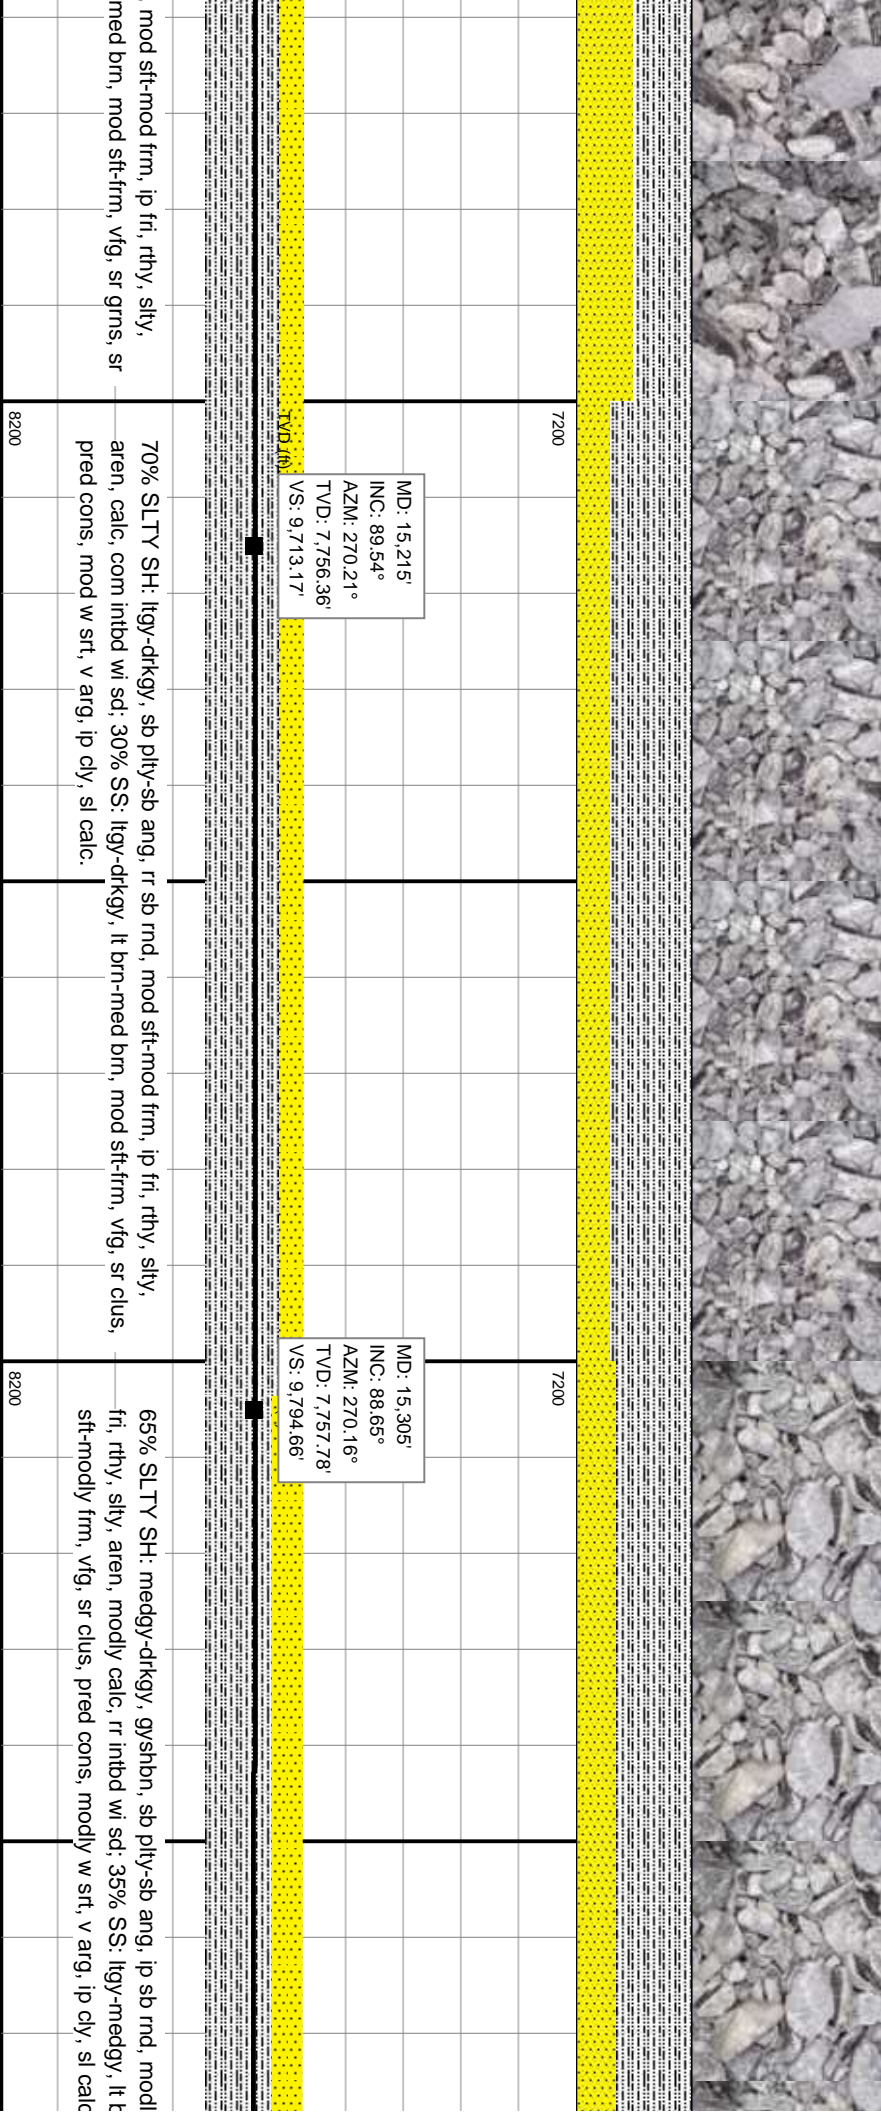 , mod sft-mod frm, ip fri, rthy, slty,
med brn, mod sft-frm, vfg, sr grns, sr
7200
8200
TVD (ft)
MD: 15,215'
INC: 89.54°
AZM: 270.21°
TVD: 7,756.36'
VS: 9,713.17'
70% SLTY SH: ltgy-drkgy, sb plty-sb ang, rr sb rnd, mod sft-mod frm, ip fri, rthy, slty,
aren, calc, com intbd wi sd; 30% SS: ltgy-drkgy, lt brn-med brn, mod sft-frm, vfg, sr clus,
pred cons, mod w srt, v arg, ip cly, sl calc.
7200
8200
MD: 15,305'
INC: 88.65°
AZM: 270.16°
TVD: 7,757.78'
VS: 9,794.66'
65% SLTY SH: medgy-drkgy, gyshbn, sb plty-sb ang, ip sb rnd, modl
fri, rthy, slty, aren, modly calc, rr intbd wi sd; 35% SS: ltgy-medgy, lt b
sft-modly frm, vfg, sr clus, pred cons, modly w srt, v arg, ip cly, sl calc